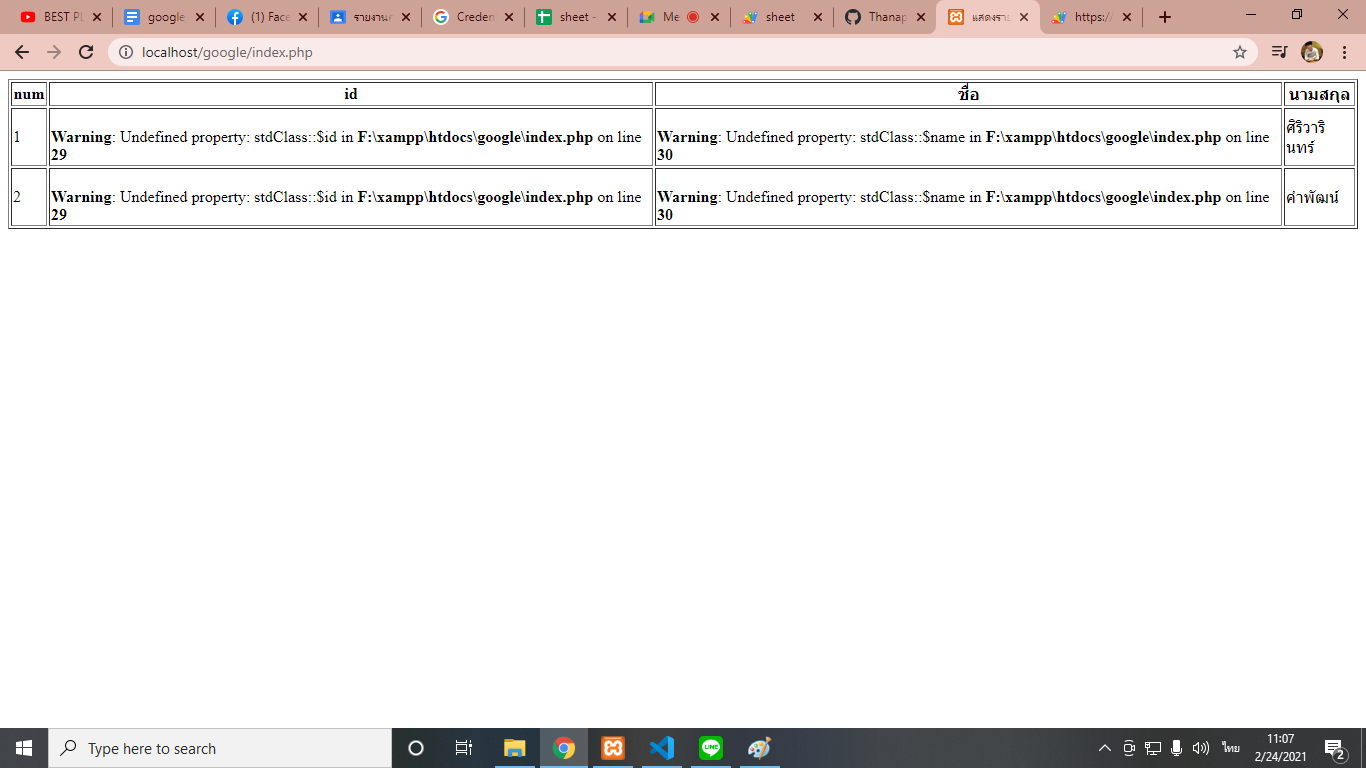 BEST Pl
google
(1) Face
รายงาน
Creden
sheet -
Me
sheet
Thanap
แสดงราย
https:/
localhost/google/index.php
num id ชื่อ นามสกุล
1
Warning: Undefined property: stdClass::$id in F:\xampp\htdocs\google\index.php on line
29
Warning: Undefined property: stdClass::$name in F:\xampp\htdocs\google\index.php on line
30
ศิริวาริ
นทร์
2
Warning: Undefined property: stdClass::$id in F:\xampp\htdocs\google\index.php on line
29
Warning: Undefined property: stdClass::$name in F:\xampp\htdocs\google\index.php on line
30
คำพัฒน์
Type here to search
LINE
ไทย
11:07
2/24/2021
2